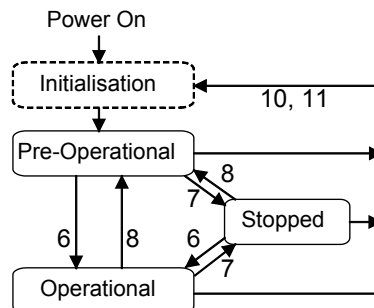 Power On
Initialisation
10, 11
Pre-Operational
8
7
Stopped
6
8
6
7
Operational